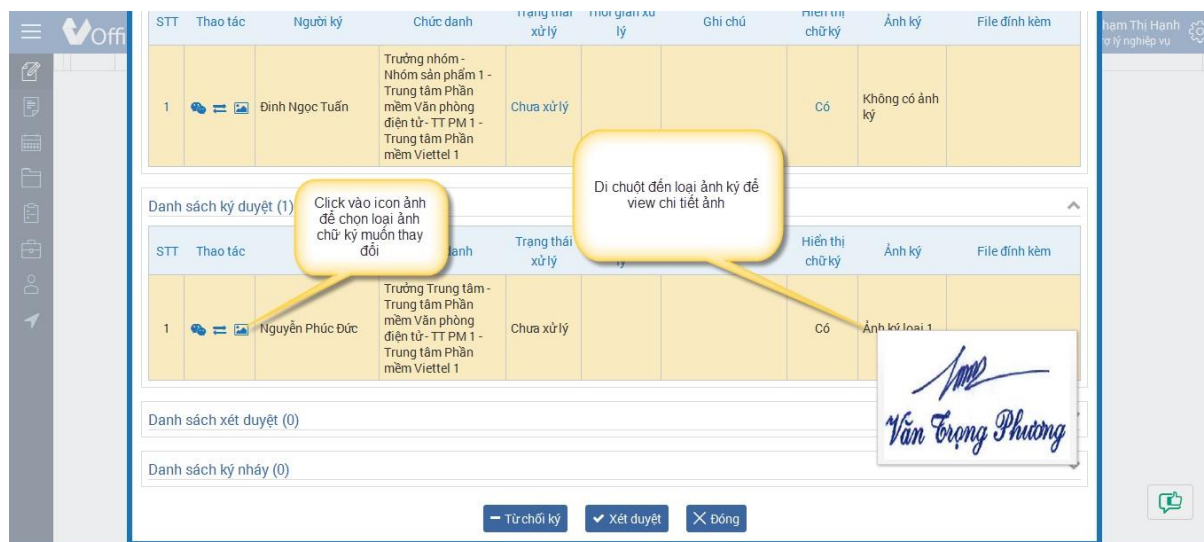 VOffi
STT Thao tác Người ký Chức danh Trạng thái xử lý Thời gian xử lý Ghi chú Hiển thị chữ ký Ảnh ký File đính kèm
Phạm Thị Hạnh
Trợ lý nghiệp vụ
1 Đinh Ngọc Tuấn
Trưởng nhóm -
Nhóm sản phẩm 1 -
Trung tâm Phần
mềm Văn phòng
điện tử - TT PM 1 -
Trung tâm Phần
mềm Viettel 1
Chưa xử lý
Có
Không có ảnh
ký
Danh sách ký duyệt (1)
Click vào icon ảnh
để chọn loại ảnh
chữ ký muốn thay
đổi
Di chuột đến loại ảnh ký để
view chi tiết ảnh
STT Thao tác danh Trạng thái xử lý lý Hiển thị chữ ký Ảnh ký File đính kèm
1 Nguyễn Phúc Đức
Trưởng Trung tâm -
Trung tâm Phần
mềm Văn phòng
điện tử - TT PM 1 -
Trung tâm Phần
mềm Viettel 1
Chưa xử lý
Có
Ảnh ký loại 1
Văn Trọng Phương
Danh sách xét duyệt (0)
Danh sách ký nháy (0)
Từ chối ký Xét duyệt Đóng